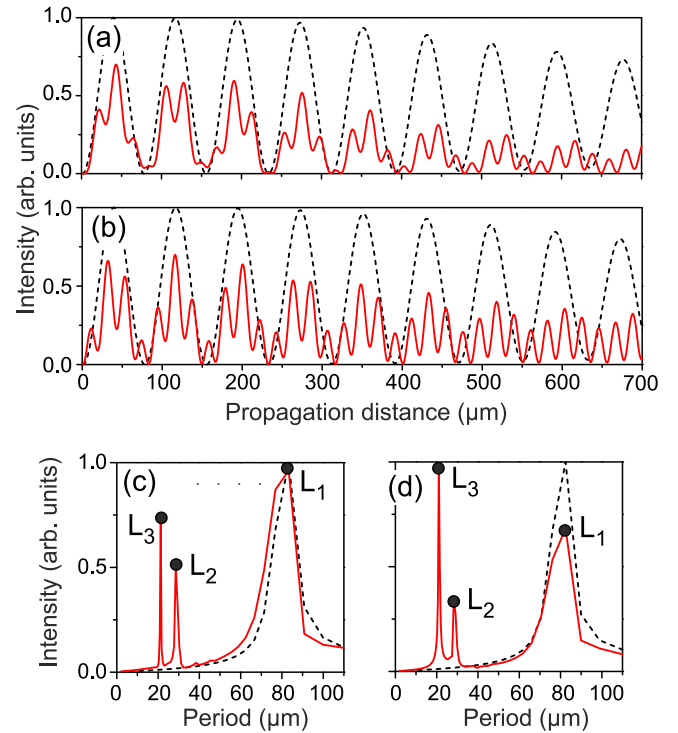 (a)
1.0
0.5
0.0
(b)
1.0
0.5
0.0
Intensity (arb. units)
0 100 200 300 400 500 600 700
Propagation distance (μm)
(c)
1.0
0.5
0.0
L3
L2
L1
Intensity (arb. units)
0 20 40 60 80 100
Period (μm)
(d)
L3
L2
L1
0 20 40 60 80 100
Period (μm)